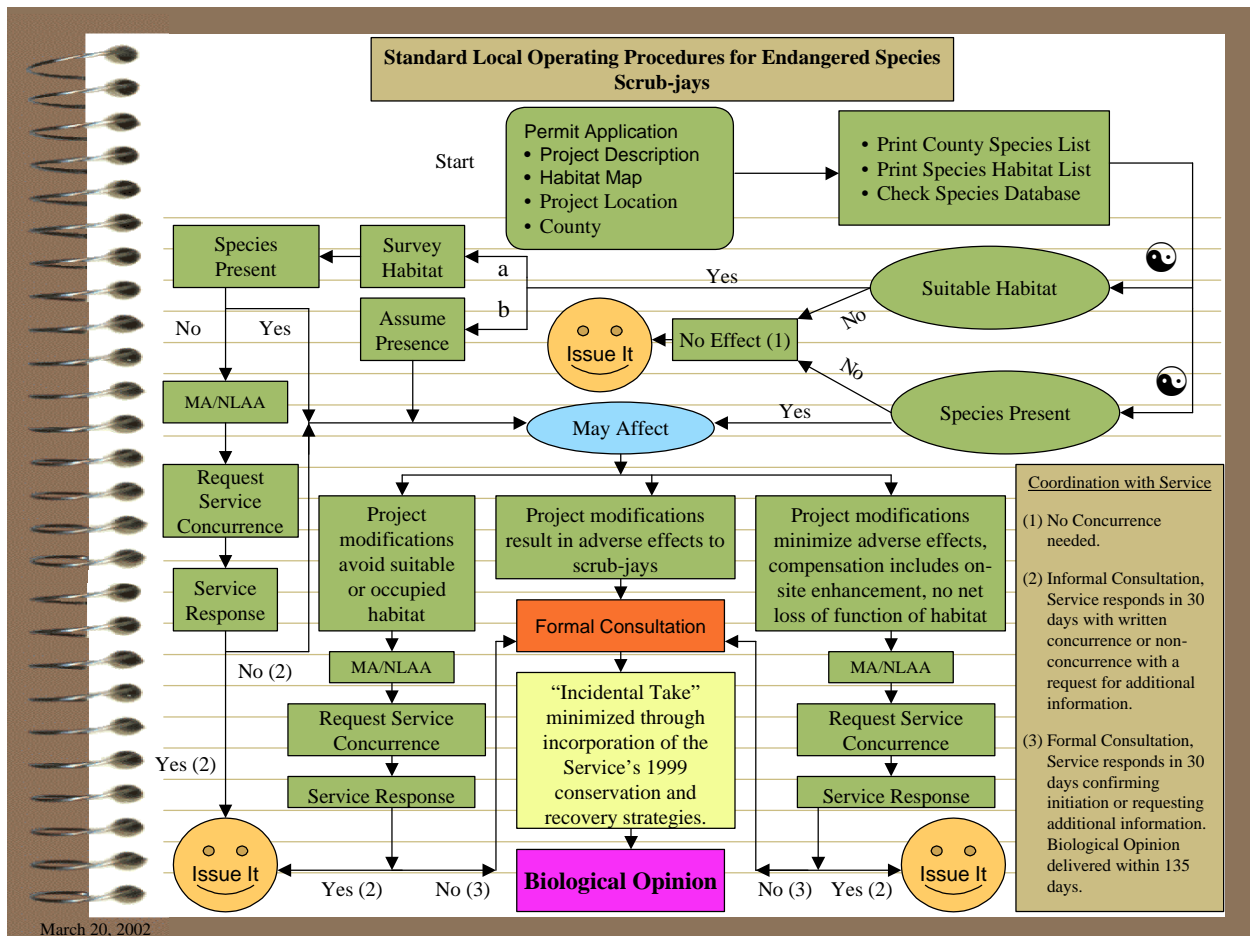 Standard Local Operating Procedures for Endangered Species
Scrub-jays
Start
Permit Application
• Project Description
• Habitat Map
• Project Location
• County
• Print County Species List
• Print Species Habitat List
• Check Species Database
Species
Present
Survey
Habitat
a
b
Yes
Suitable Habitat
No
Yes
Assume
Presence
Issue It
No Effect (1)
No
No
MA/NLAA
May Affect
Yes
Species Present
Request
Service
Concurrence
Service
Response
No (2)
Yes (2)
Project
modifications
avoid suitable
or occupied
habitat
MA/NLAA
Request Service
Concurrence
Service Response
Project modifications
result in adverse effects to
scrub-jays
Formal Consultation
“Incidental Take”
minimized through
incorporation of the
Service’s 1999
conservation and
recovery strategies.
Biological Opinion
Project modifications
minimize adverse effects,
compensation includes on-
site enhancement, no net
loss of function of habitat
MA/NLAA
Request Service
Concurrence
Service Response
Issue It
Yes (2)
No (3)
No (3)
Yes (2)
Issue It
Coordination with Service
(1) No Concurrence
needed.
(2) Informal Consultation,
Service responds in 30
days with written
concurrence or non-
concurrence with a
request for additional
information.
(3) Formal Consultation,
Service responds in 30
days confirming
initiation or requesting
additional information.
Biological Opinion
delivered within 135
days.
March 20, 2002